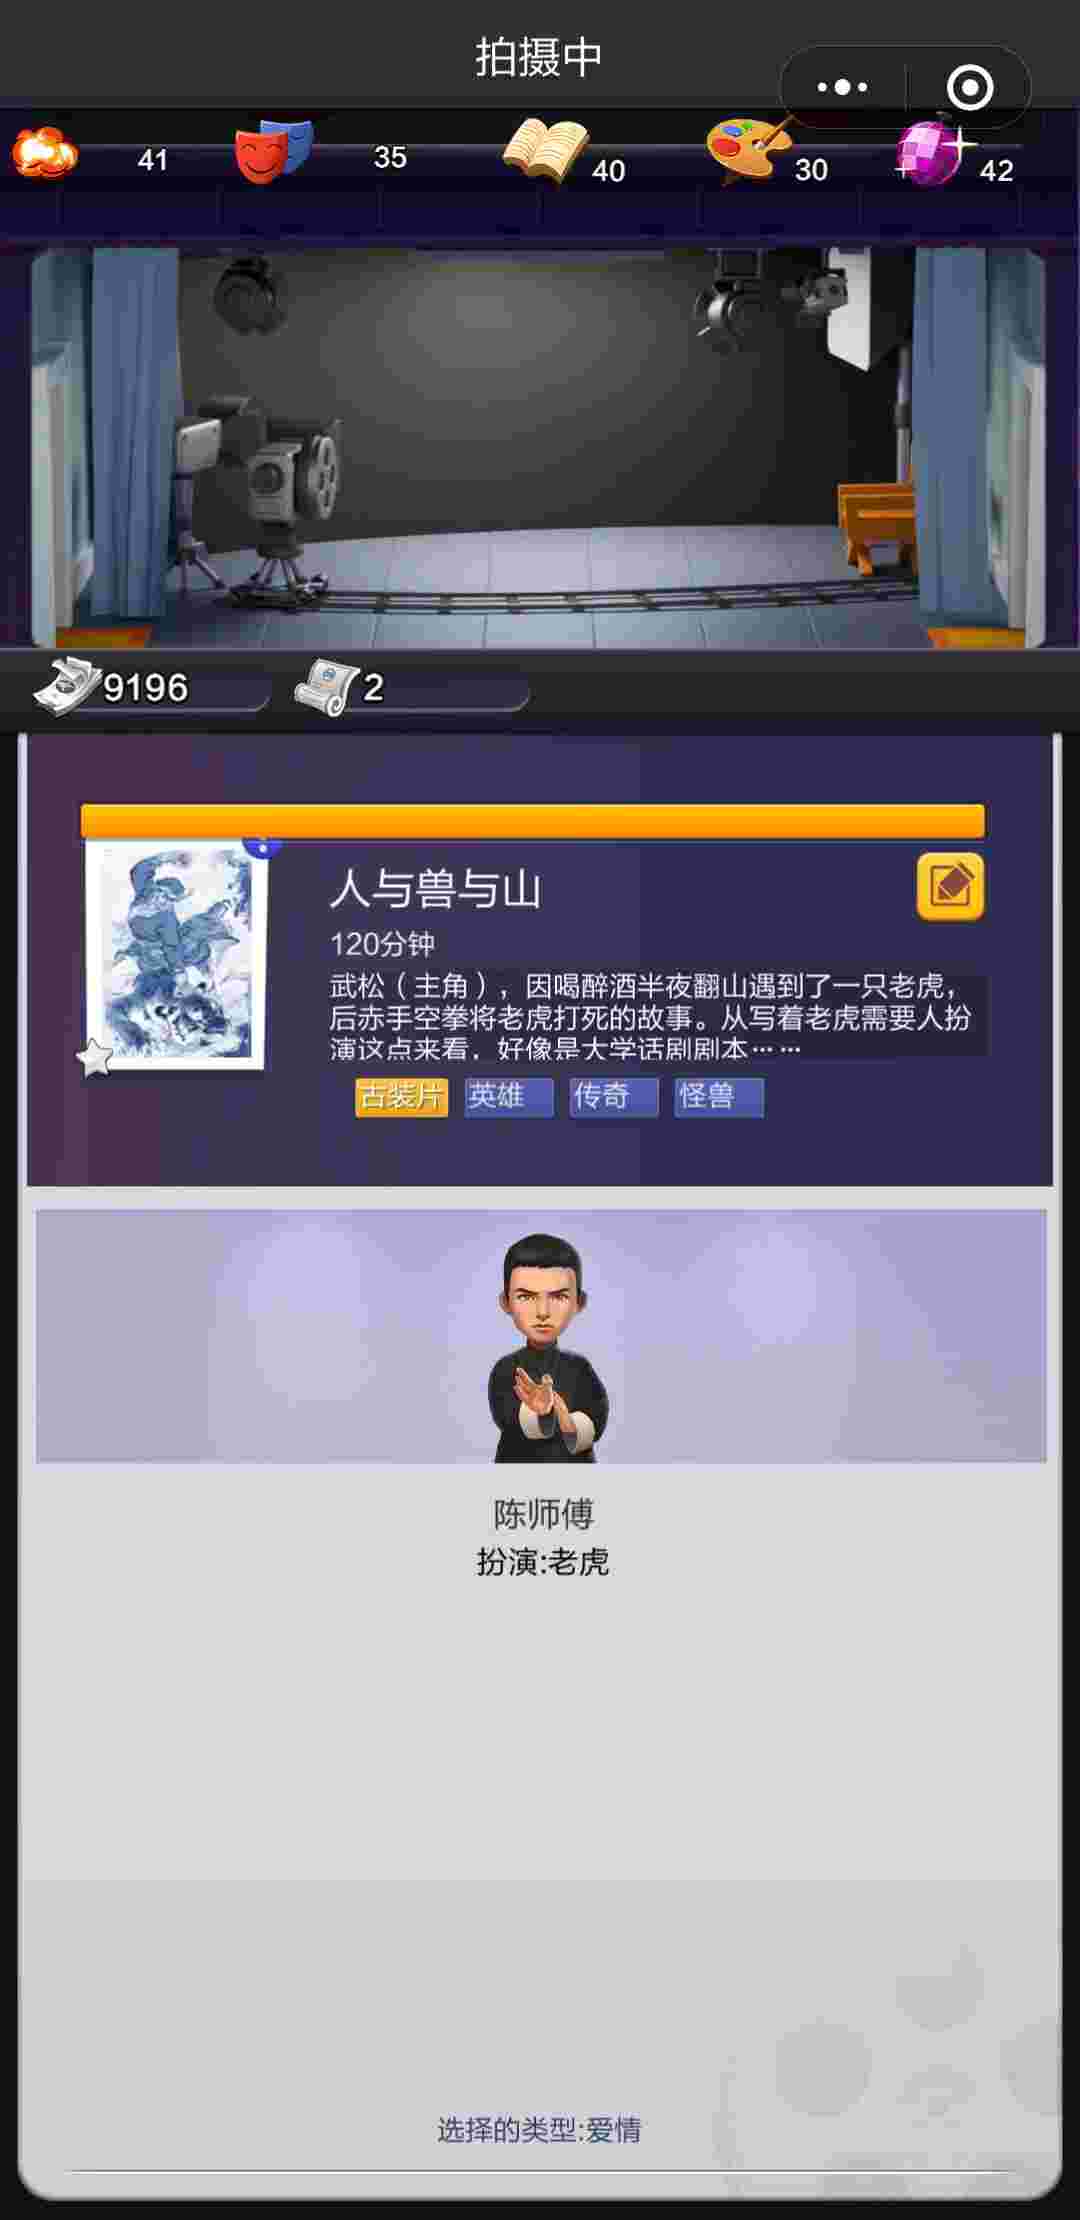 拍摄中
41
35
40
30
42
9196
2
人与兽与山
120分钟
武松（主角），因喝醉酒半夜翻山遇到了一只老虎，
后赤手空拳将老虎打死的故事。从写着老虎需要人扮
演这点来看，好像是大学话剧剧本……
古装片 英雄 传奇 怪兽
陈师傅
扮演:老虎
选择的类型:爱情